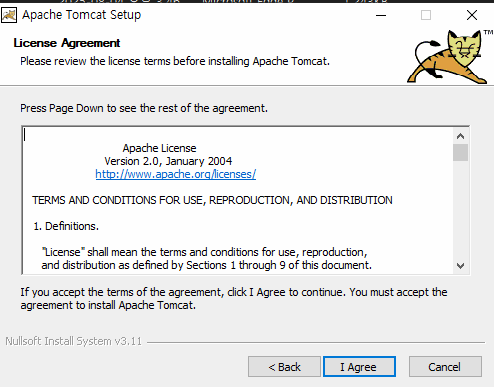 Apache Tomcat Setup
License Agreement
Please review the license terms before installing Apache Tomcat.
TM
Press Page Down to see the rest of the agreement.
Apache License
Version 2.0, January 2004
http://www.apache.org/licenses/
TERMS AND CONDITIONS FOR USE, REPRODUCTION, AND DISTRIBUTION
1. Definitions.
"License" shall mean the terms and conditions for use, reproduction,
and distribution as defined by Sections 1 through 9 of this document.
If you accept the terms of the agreement, click I Agree to continue. You must accept the
agreement to install Apache Tomcat.
Nullsoft Install System v3.11
< Back
I Agree
Cancel